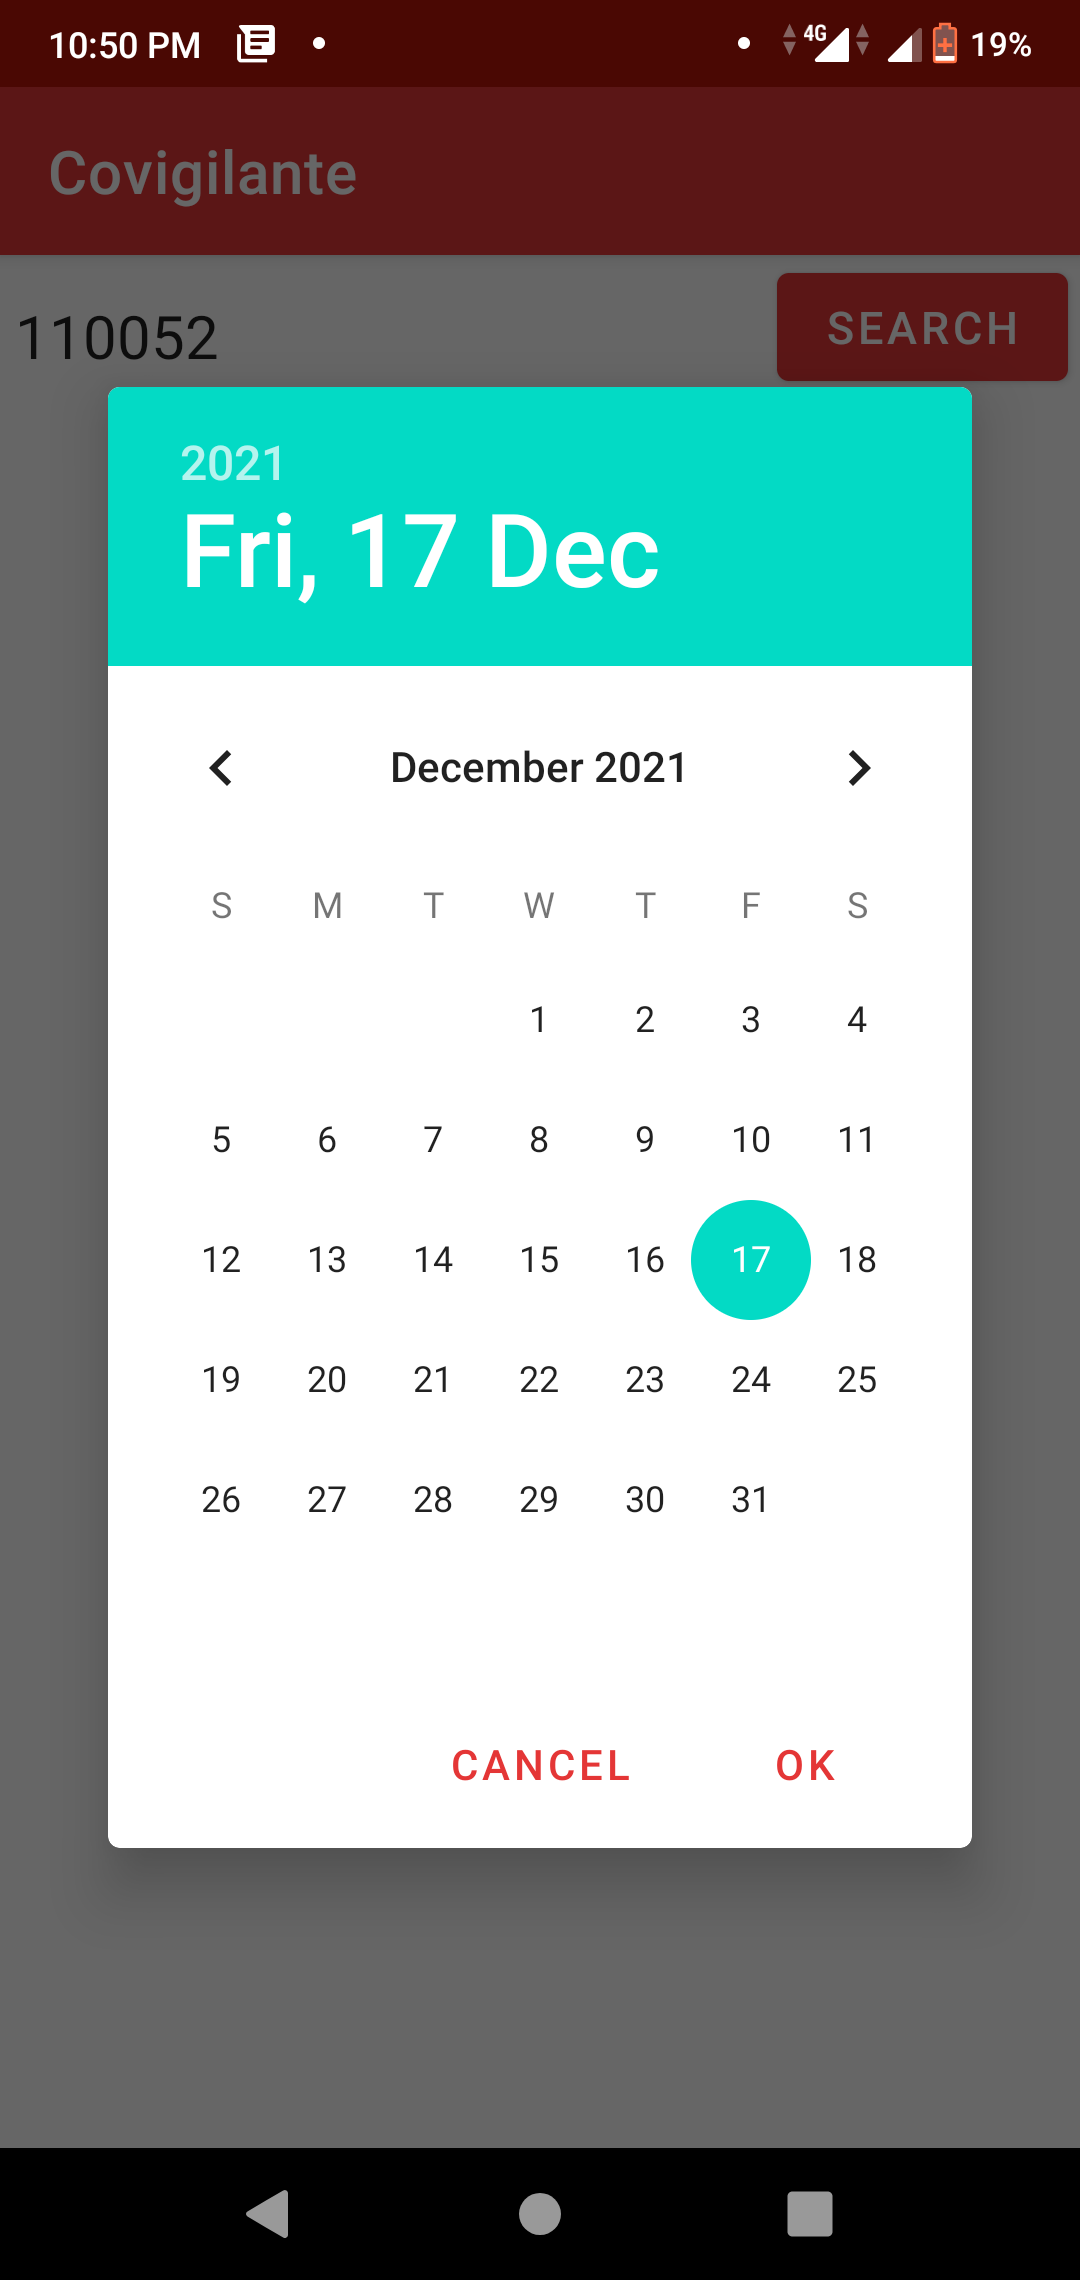 10:50 PM 4G 19%
Covigilante
110052 SEARCH
2021
Fri, 17 Dec
December 2021
S M T W T F S
1 2 3 4
5 6 7 8 9 10 11
12 13 14 15 16 17 18
19 20 21 22 23 24 25
26 27 28 29 30 31
CANCEL OK